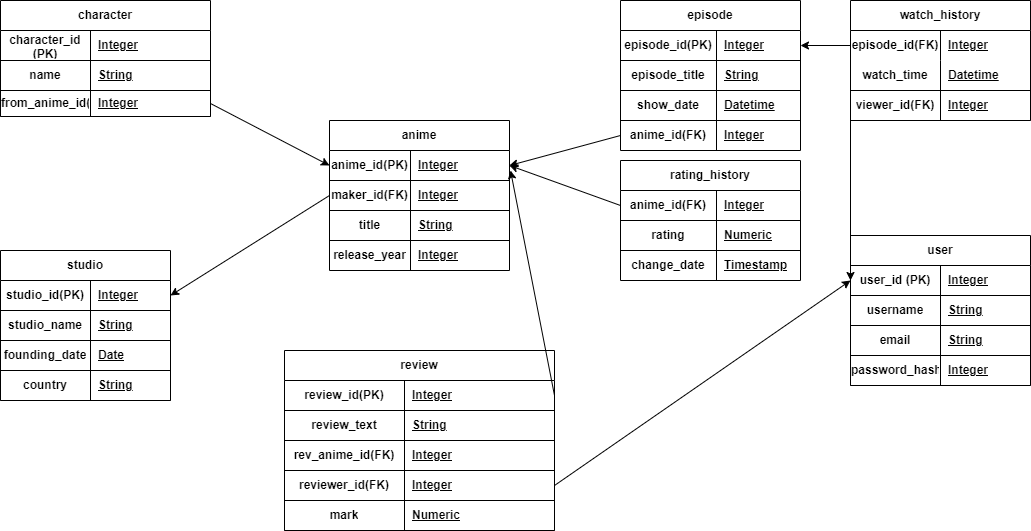 character
character_id
(PK)
Integer
name
String
from_anime_id(
Integer
anime
anime_id(PK)
Integer
maker_id(FK)
Integer
title
String
release_year
Integer
episode
episode_id(PK)
Integer
episode_title
String
show_date
Datetime
anime_id(FK)
Integer
watch_history
episode_id(FK)
Integer
watch_time
Datetime
viewer_id(FK)
Integer
rating_history
anime_id(FK)
Integer
rating
Numeric
change_date
Timestamp
studio
studio_id(PK)
Integer
studio_name
String
founding_date
Date
country
String
user
user_id (PK)
Integer
username
String
email
String
password_hash
Integer
review
review_id(PK)
Integer
review_text
String
rev_anime_id(FK)
Integer
reviewer_id(FK)
Integer
mark
Numeric